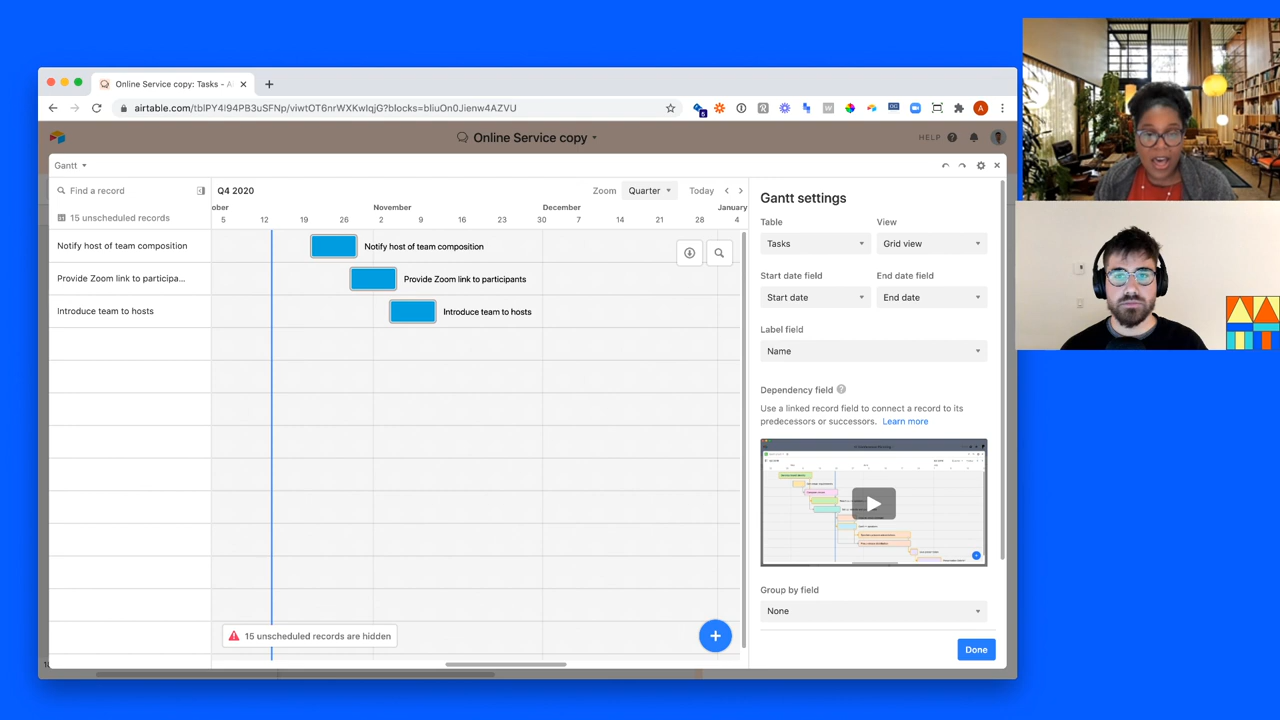 Online Service copy: Tasks - A
airtable.com/tblPY4I94PB3uSFNp/viwtOT6nrWXKwIqjG?blocks=bliuOn0Jienw4AZVU
Online Service copy
HELP
A
Gantt
Find a record
Q4 2020
Zoom
Quarter
Today
15 unscheduled records
ober
November
December
January
5 12 19 26 2 9 16 23 30 7 14 21 28 4
Notify host of team composition
Notify host of team composition
Provide Zoom link to participa...
Provide Zoom link to participants
Introduce team to hosts
Introduce team to hosts
15 unscheduled records are hidden
Gantt settings
Table
View
Tasks
Grid view
Start date field
End date field
Start date
End date
Label field
Name
Dependency field
Use a linked record field to connect a record to its
predecessors or successors. Learn more
Group by field
None
Done